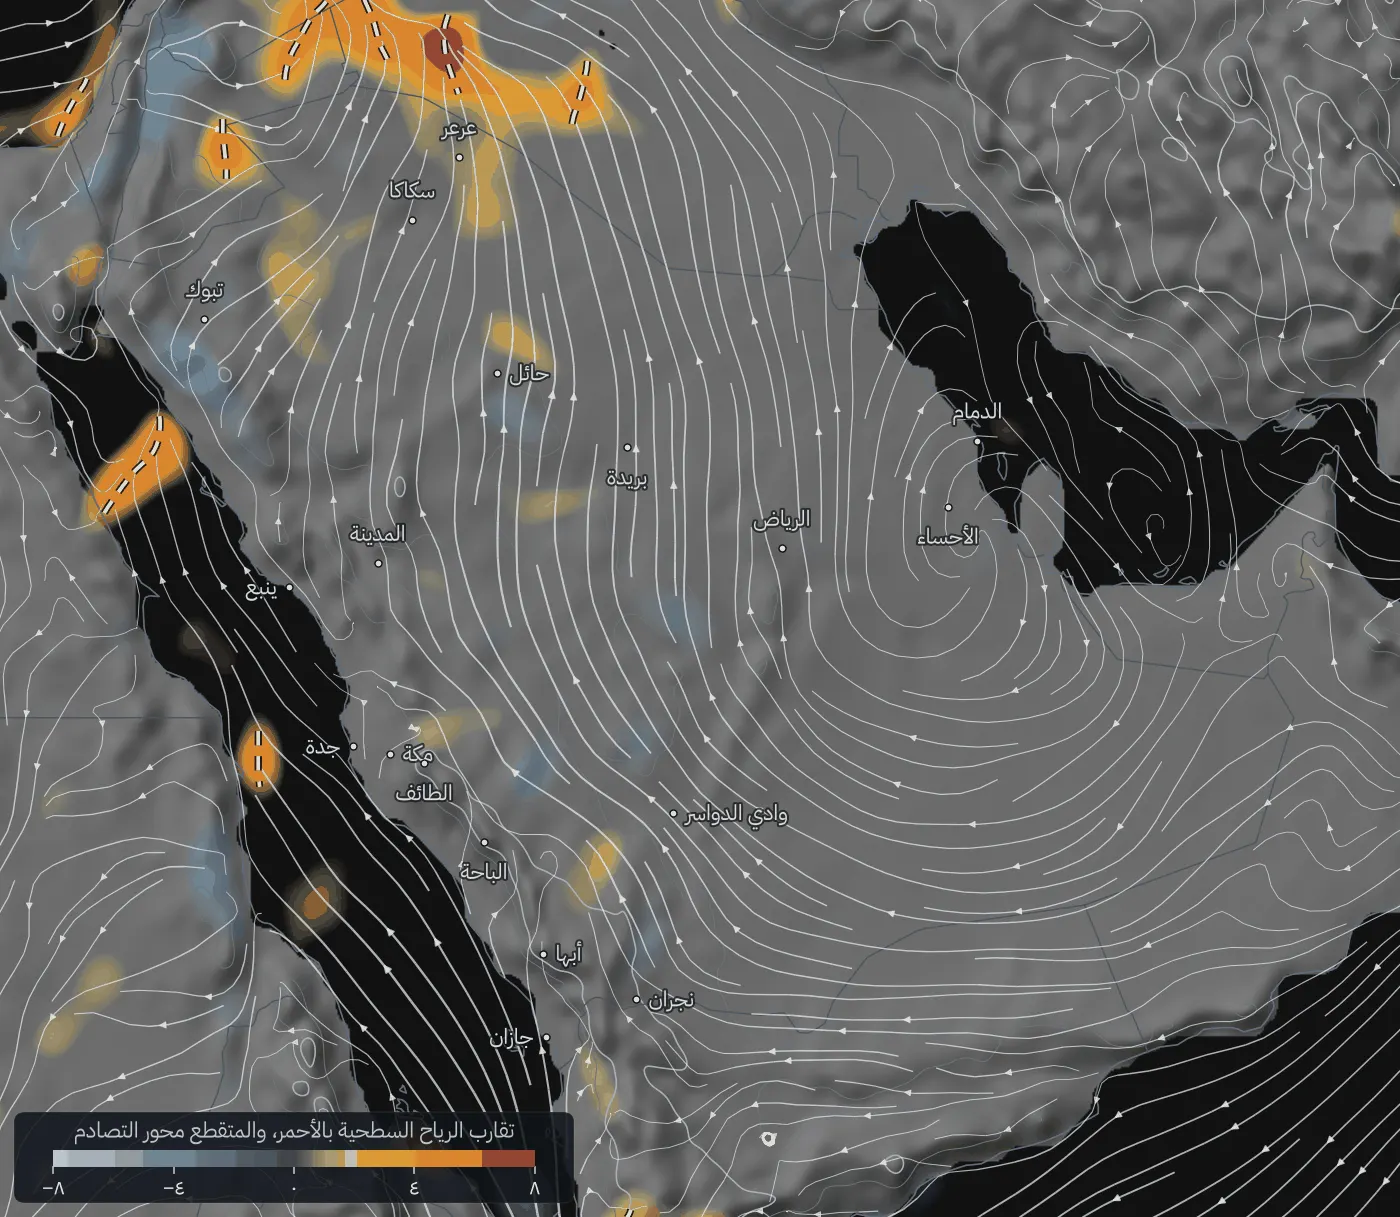 عرعر
سكاكا
تبوك
حائل
الدمام
بريدة
الرياض
الأحساء
المدينة
ينبع
جدة
مكة
الطائف
وادي الدواسر
الباحة
أبها
نجران
جازان
تقارب الرياح السطحية بالأحمر، والمتقطع محور التصادم
−٨ −٤ ٠ ٤ ٨